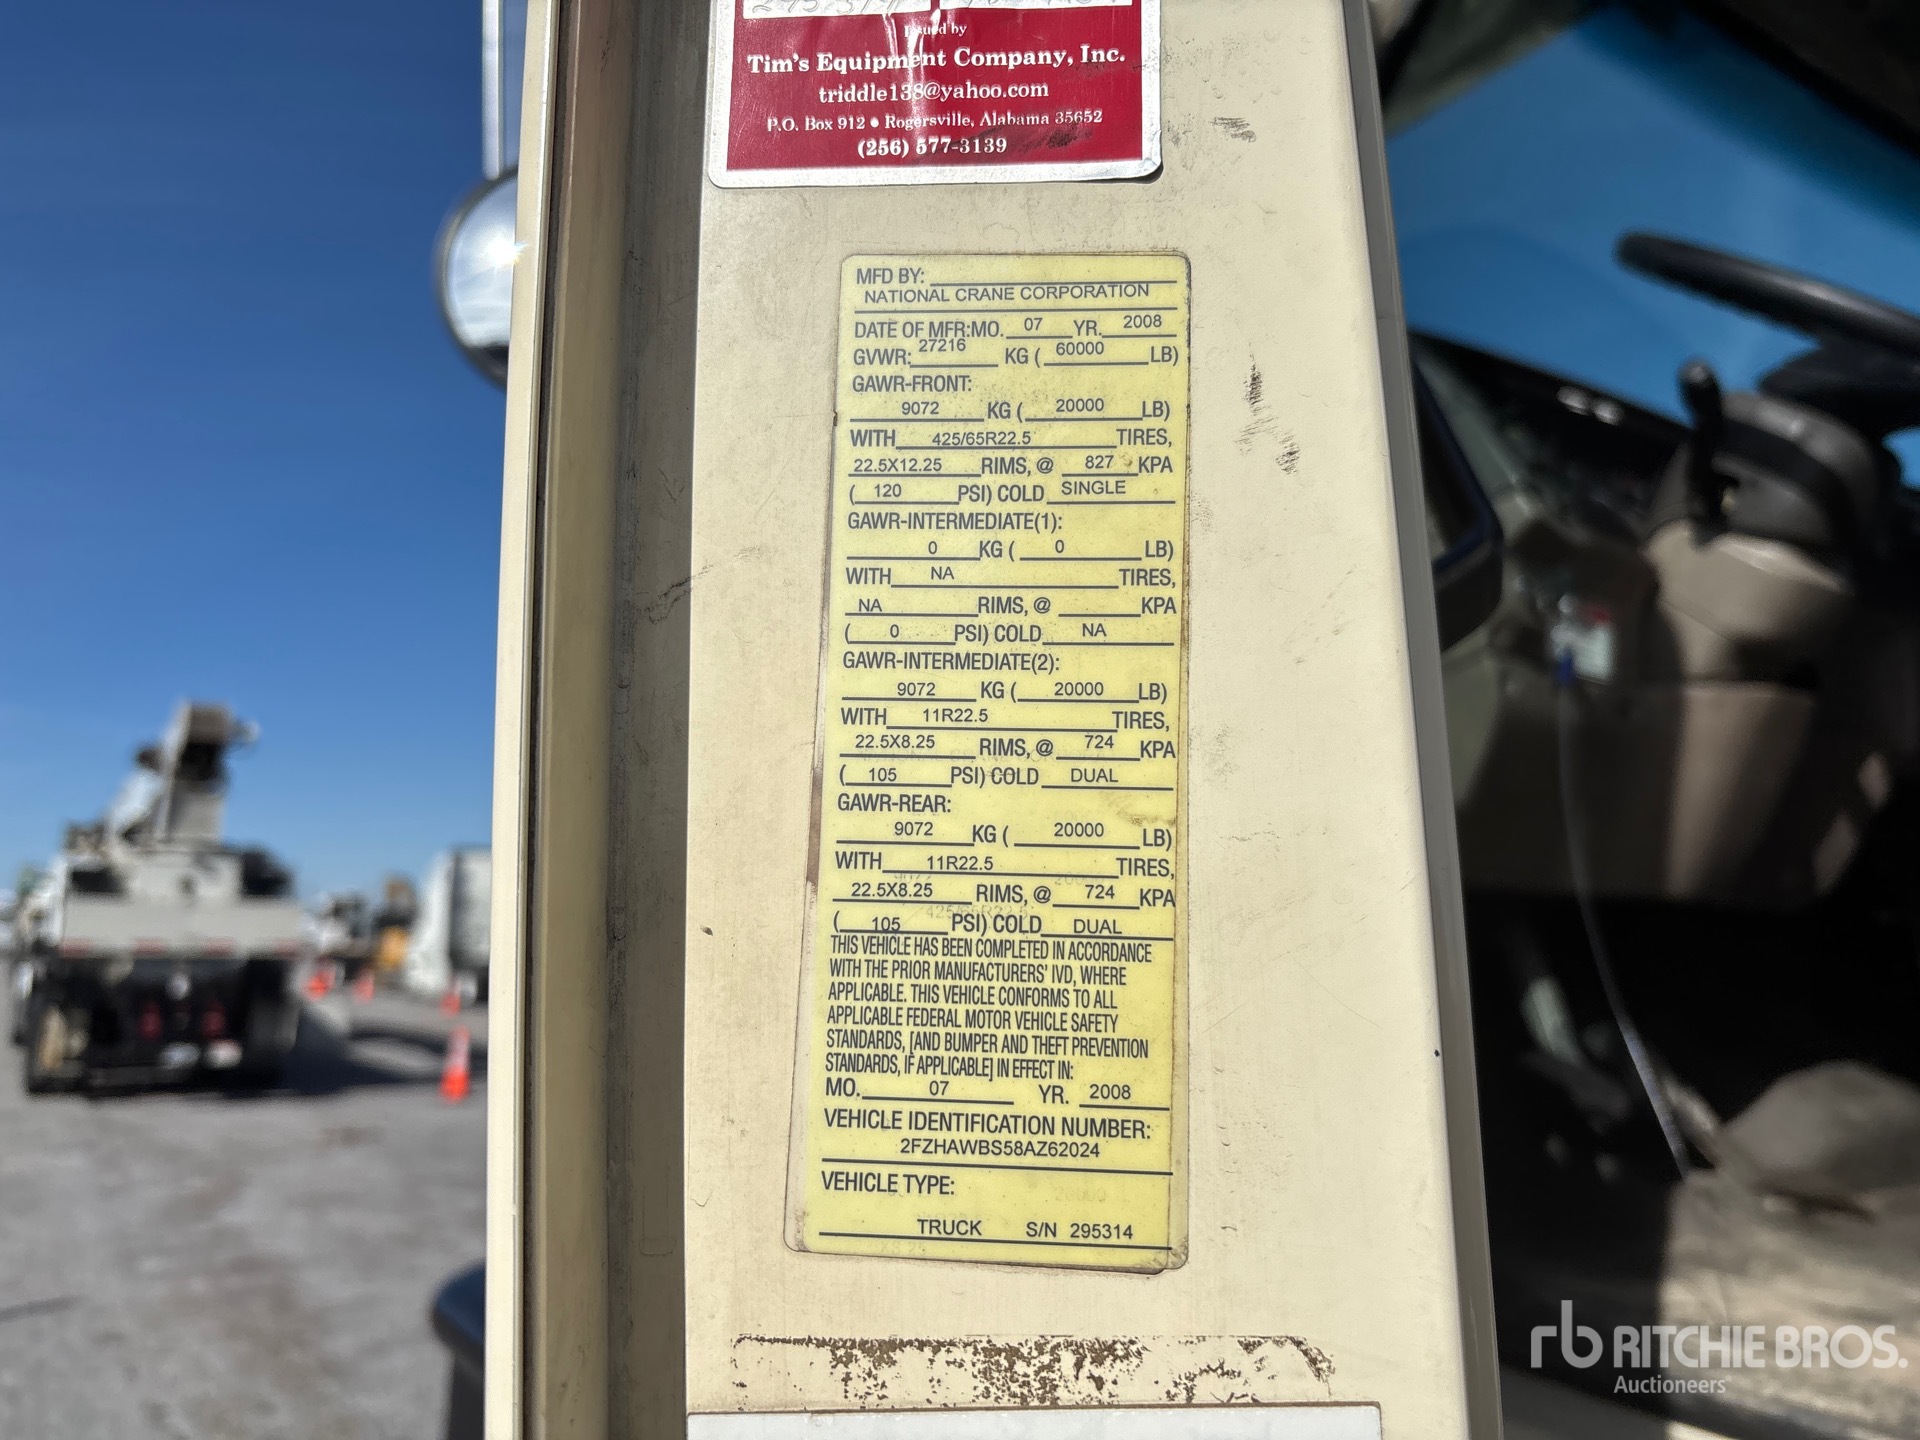 Issued by
Tim's Equipment Company, Inc.
triddle138@yahoo.com
P.O. Box 912 • Rogersville, Alabama 35652
(256) 577-3139
MFD BY:
NATIONAL CRANE CORPORATION
DATE OF MFR:MO. 07 YR. 2008
GVWR: 27216 KG ( 60000 LB)
GAWR-FRONT:
9072 KG ( 20000 LB)
WITH 425/65R22.5 TIRES,
22.5X12.25 RIMS, @ 827 KPA
( 120 PSI) COLD SINGLE
GAWR-INTERMEDIATE(1):
0 KG ( 0 LB)
WITH NA TIRES,
NA RIMS, @ KPA
( 0 PSI) COLD NA
GAWR-INTERMEDIATE(2):
9072 KG ( 20000 LB)
WITH 11R22.5 TIRES,
22.5X8.25 RIMS, @ 724 KPA
( 105 PSI) COLD DUAL
GAWR-REAR:
9072 KG ( 20000 LB)
WITH 11R22.5 TIRES,
22.5X8.25 RIMS, @ 724 KPA
( 105 PSI) COLD DUAL
THIS VEHICLE HAS BEEN COMPLETED IN ACCORDANCE
WITH THE PRIOR MANUFACTURERS' IVD, WHERE
APPLICABLE. THIS VEHICLE CONFORMS TO ALL
APPLICABLE FEDERAL MOTOR VEHICLE SAFETY
STANDARDS, [AND BUMPER AND THEFT PREVENTION
STANDARDS, IF APPLICABLE] IN EFFECT IN:
MO. 07 YR. 2008
VEHICLE IDENTIFICATION NUMBER:
2FZHAWBS58AZ62024
VEHICLE TYPE:
TRUCK S/N 295314
rb RITCHIE BROS.
Auctioneers